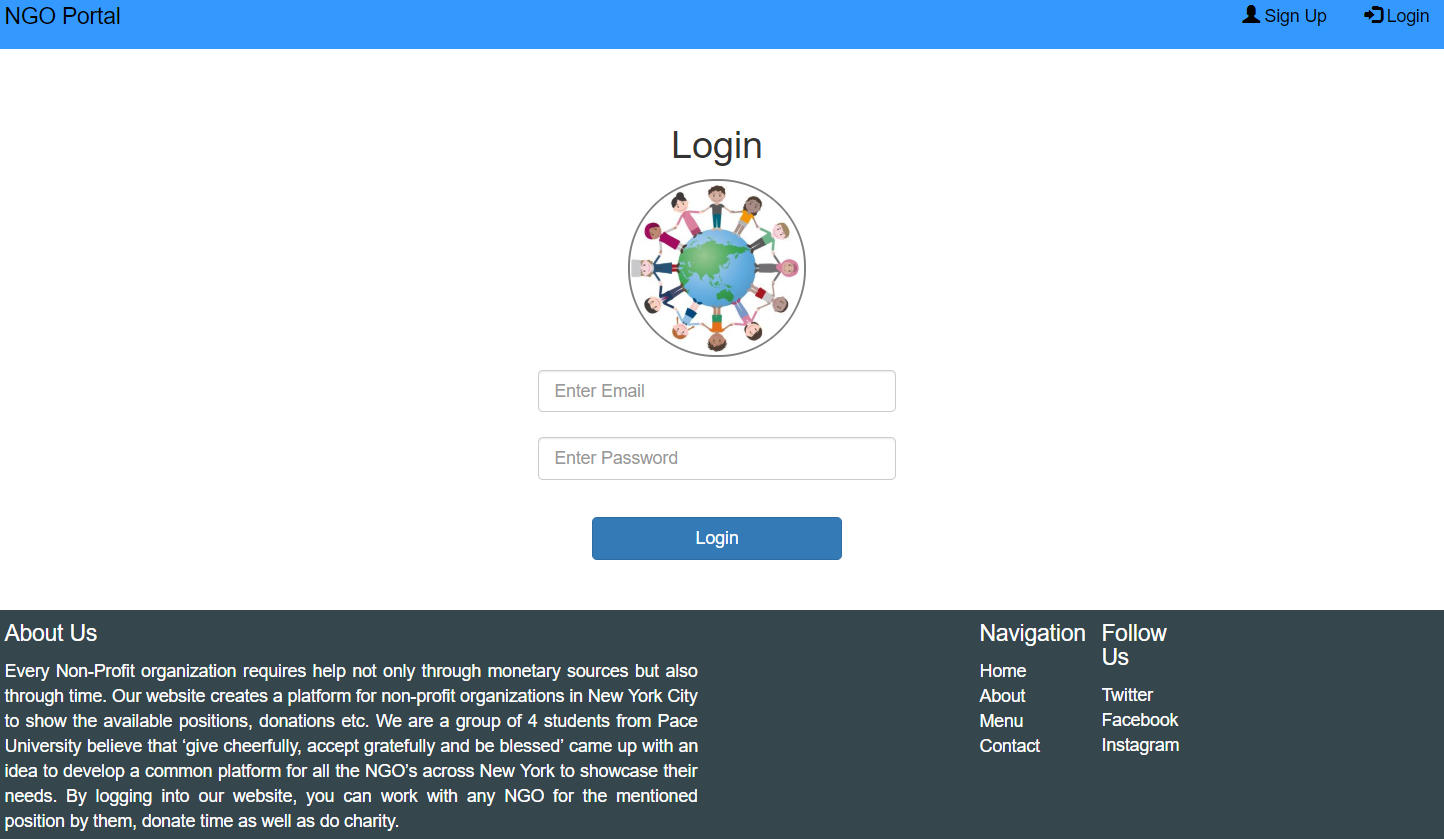 NGO Portal
Sign Up
Login
Login
Enter Email
Enter Password
Login
About Us
Every Non-Profit organization requires help not only through monetary sources but also
through time. Our website creates a platform for non-profit organizations in New York City
to show the available positions, donations etc. We are a group of 4 students from Pace
University believe that ‘give cheerfully, accept gratefully and be blessed’ came up with an
idea to develop a common platform for all the NGO’s across New York to showcase their
needs. By logging into our website, you can work with any NGO for the mentioned
position by them, donate time as well as do charity.
Navigation
Home
About
Menu
Contact
Follow
Us
Twitter
Facebook
Instagram